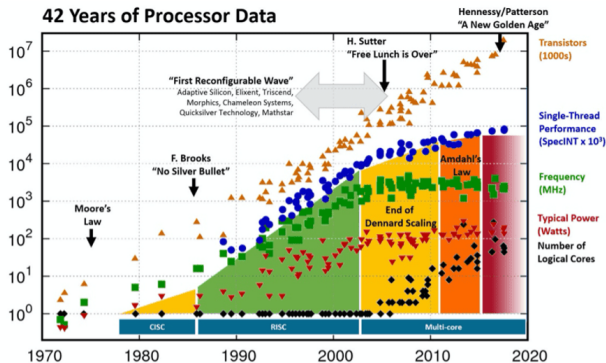 42 Years of Processor Data
Hennessy/Patterson
“A New Golden Age”
H. Sutter
“Free Lunch is Over”
“First Reconfigurable Wave”
Adaptive Silicon, Elixent, Triscend,
Morphics, Chameleon Systems,
Quicksilver Technology, Mathstar
F. Brooks
“No Silver Bullet”
Moore’s
Law
End of
Dennard Scaling
Amdahl’s
Law
Transistors
(1000s)
Single-Thread
Performance
(SpecINT x 10³)
Frequency
(MHz)
Typical Power
(Watts)
Number of
Logical Cores
10⁷
10⁶
10⁵
10⁴
10³
10²
10¹
10⁰
CISC
RISC
Multi-core
1970
1980
1990
2000
2010
2020